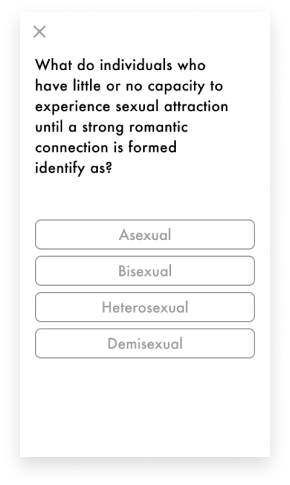 What do individuals who
have little or no capacity to
experience sexual attraction
until a strong romantic
connection is formed
identify as?
Asexual
Bisexual
Heterosexual
Demisexual